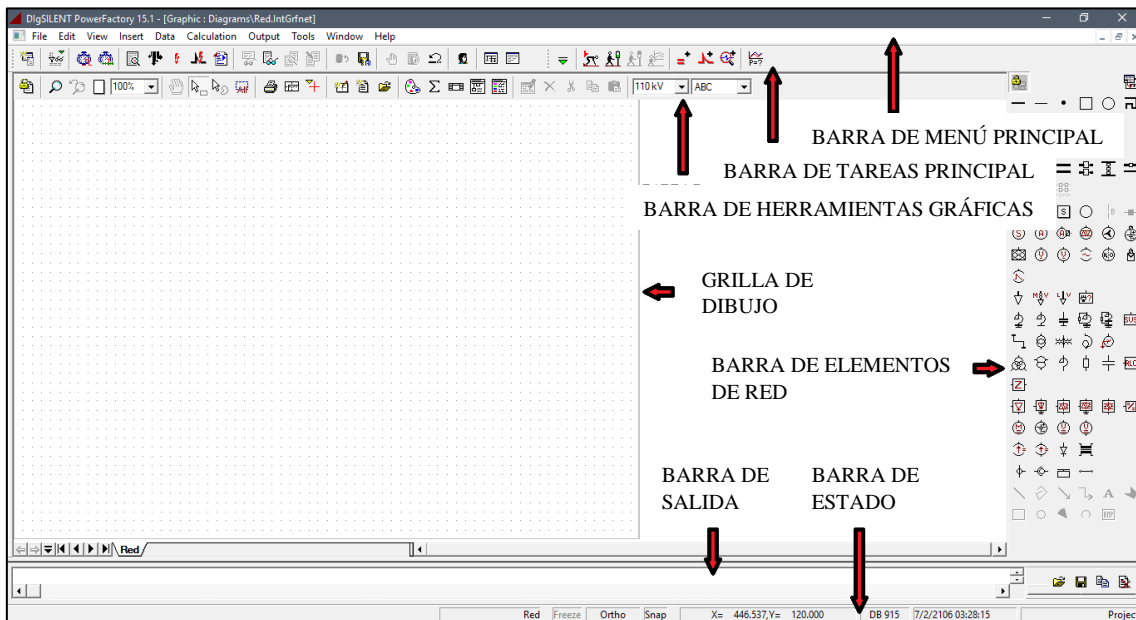 DIgSILENT PowerFactory 15.1 - [Graphic : Diagrams\Red.IntGrfnet]
File Edit View Insert Data Calculation Output Tools Window Help
100% 110 kV ABC
BARRA DE MENÚ PRINCIPAL
BARRA DE TAREAS PRINCIPAL
BARRA DE HERRAMIENTAS GRÁFICAS
GRILLA DE
DIBUJO
BARRA DE ELEMENTOS
DE RED
BARRA DE
SALIDA
BARRA DE
ESTADO
Red
Red Freeze Ortho Snap X= 446.537,Y= 120.000 DB 915 7/2/2106 03:28:15 Projec